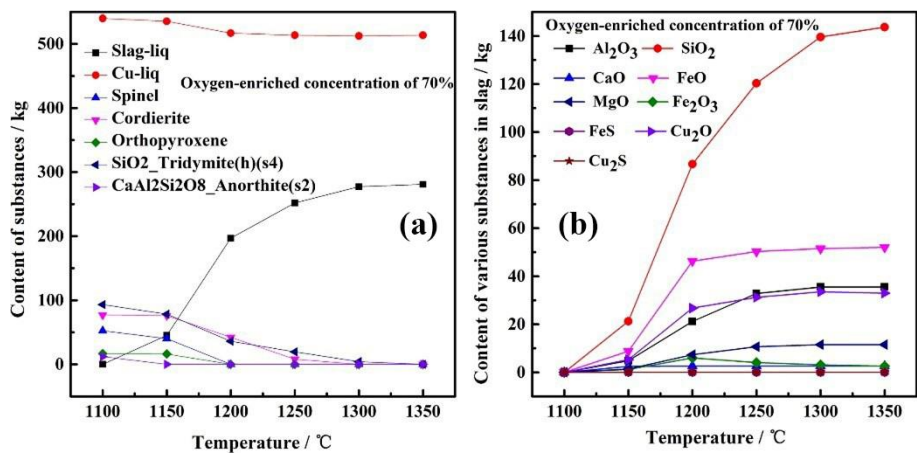 500
400
300
200
100
0
Content of substances / kg
Slag-liq
Cu-liq
Oxygen-enriched concentration of 70%
Spinel
Cordierite
Orthopyroxene
SiO2_Tridymite(h)(s4)
CaAl2Si2O8_Anorthite(s2)
(a)
1100 1150 1200 1250 1300 1350
Temperature / ℃
140
120
100
80
60
40
20
0
Content of various substances in slag / kg
Oxygen-enriched concentration of 70%
Al₂O₃ SiO₂
CaO FeO
MgO Fe₂O₃
FeS Cu₂O
Cu₂S
(b)
1100 1150 1200 1250 1300 1350
Temperature / ℃